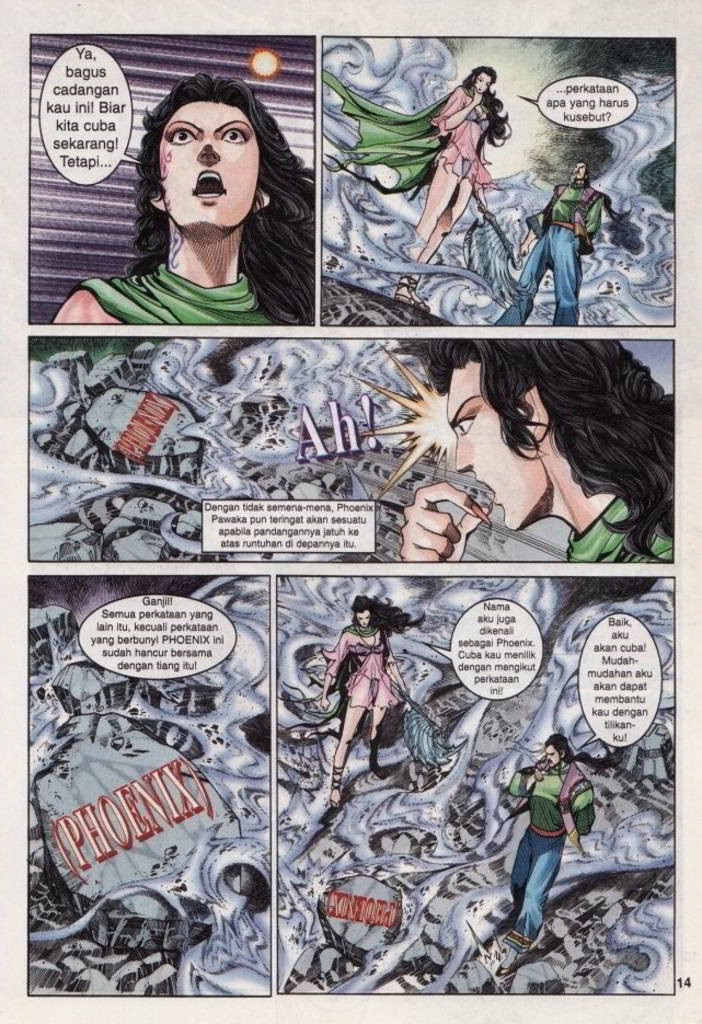 Ya,
bagus
cadangan
kau ini! Biar
kita cuba
sekarang!
Tetapi...
...perkataan
apa yang harus
kusebut?
PHOENIX
Ah!
Dengan tidak semena-mena, Phoenix
Pawaka pun teringat akan sesuatu
apabila pandangannya jatuh ke
atas runtuhan di depannya itu.
Ganjil!
Semua perkataan yang
lain itu, kecuali perkataan
yang berbunyi PHOENIX ini
sudah hancur bersama
dengan tiang itu!
(PHOENIX)
Nama
aku juga
dikenali
sebagai Phoenix.
Cuba kau menilik
dengan mengikut
perkataan
ini!
Baik,
aku
akan cuba!
Mudah-
mudahan aku
akan dapat
membantu
kau dengan
tilikan-
ku!
PHOENIX
14